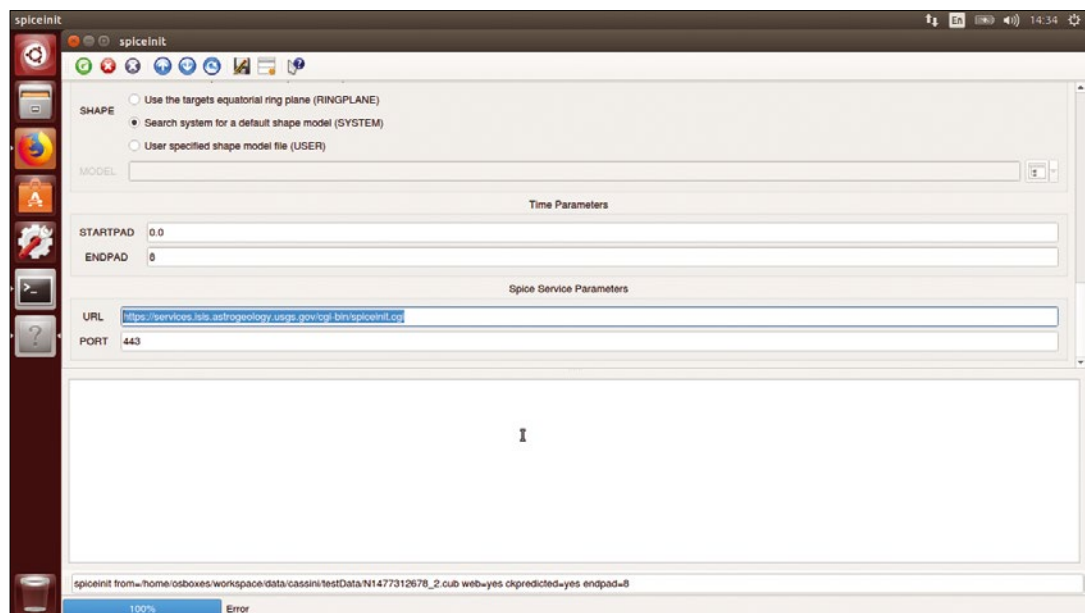 spiceinit
En
14:34
spiceinit
SHAPE
Use the targets equatorial ring plane (RINGPLANE)
Search system for a default shape model (SYSTEM)
User specified shape model file (USER)
MODEL
Time Parameters
STARTPAD 0.0
ENDPAD 8
Spice Service Parameters
URL https://services.isis.astrogeology.usgs.gov/cgi-bin/spiceinit.cgi
PORT 443
spiceinit from=/home/osboxes/workspace/data/cassini/testData/N1477312678_2.cub web=yes ckpredicted=yes endpad=8
100% Error